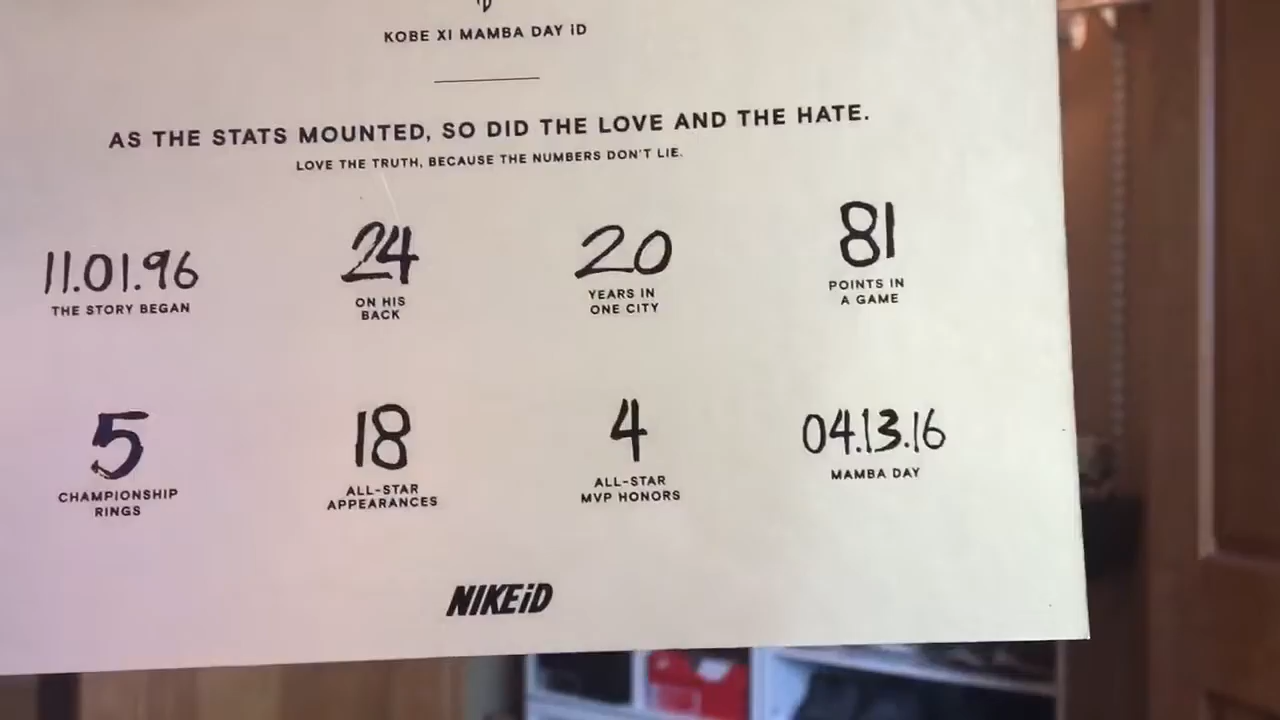 KOBE XI MAMBA DAY iD
AS THE STATS MOUNTED, SO DID THE LOVE AND THE HATE.
LOVE THE TRUTH, BECAUSE THE NUMBERS DON'T LIE.
11.01.96
THE STORY BEGAN
24
ON HIS
BACK
20
YEARS IN
ONE CITY
81
POINTS IN
A GAME
5
CHAMPIONSHIP
RINGS
18
ALL-STAR
APPEARANCES
4
ALL-STAR
MVP HONORS
04.13.16
MAMBA DAY
NIKEiD